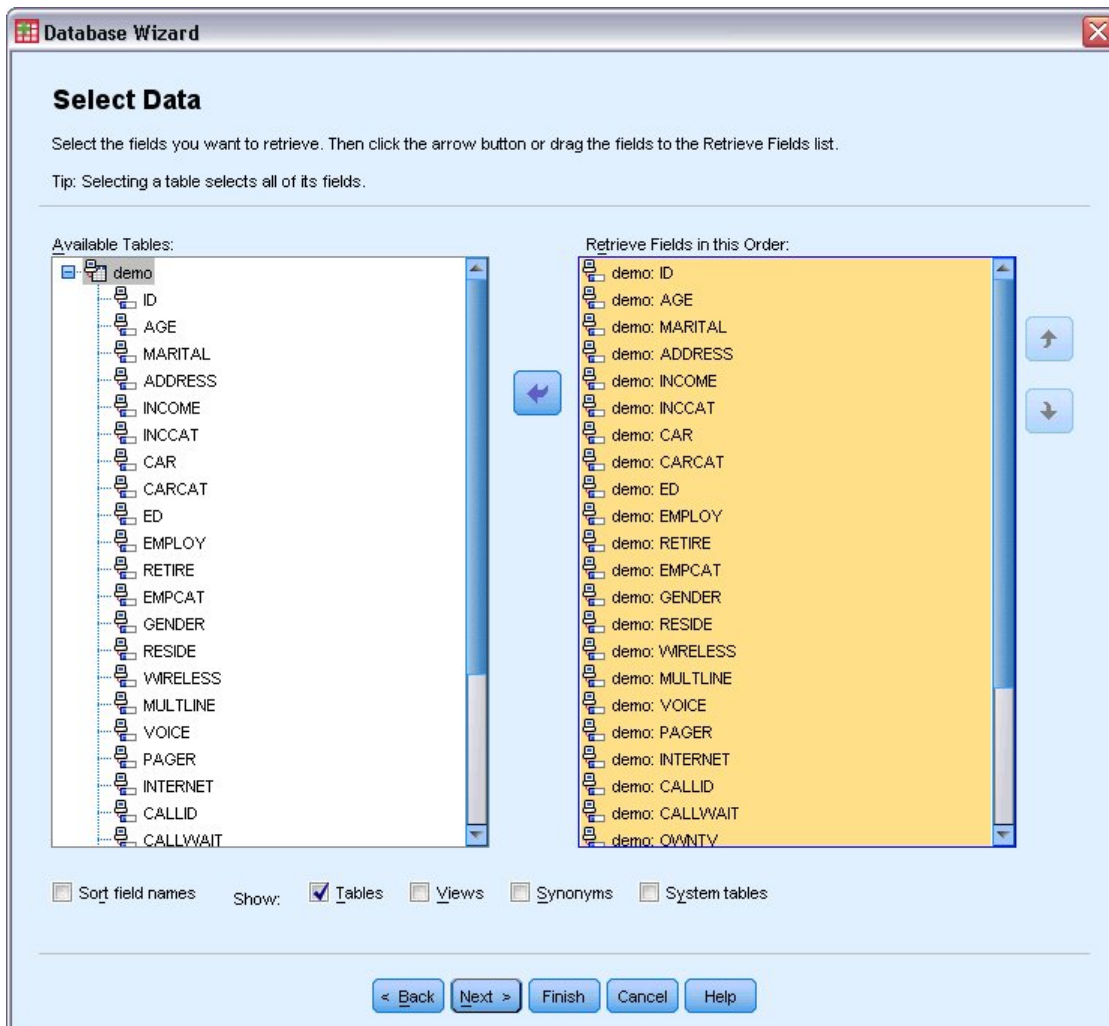 Database Wizard
Select Data
Select the fields you want to retrieve. Then click the arrow button or drag the fields to the Retrieve Fields list.
Tip: Selecting a table selects all of its fields.
Available Tables:
demo
ID
AGE
MARITAL
ADDRESS
INCOME
INCCAT
CAR
CARCAT
ED
EMPLOY
RETIRE
EMPCAT
GENDER
RESIDE
WIRELESS
MULTLINE
VOICE
PAGER
INTERNET
CALLID
CALLWAIT
Retrieve Fields in this Order:
demo: ID
demo: AGE
demo: MARITAL
demo: ADDRESS
demo: INCOME
demo: INCCAT
demo: CAR
demo: CARCAT
demo: ED
demo: EMPLOY
demo: RETIRE
demo: EMPCAT
demo: GENDER
demo: RESIDE
demo: WIRELESS
demo: MULTLINE
demo: VOICE
demo: PAGER
demo: INTERNET
demo: CALLID
demo: CALLWAIT
demo: OWNTV
Sort field names Show: Tables Views Synonyms System tables
< Back Next > Finish Cancel Help